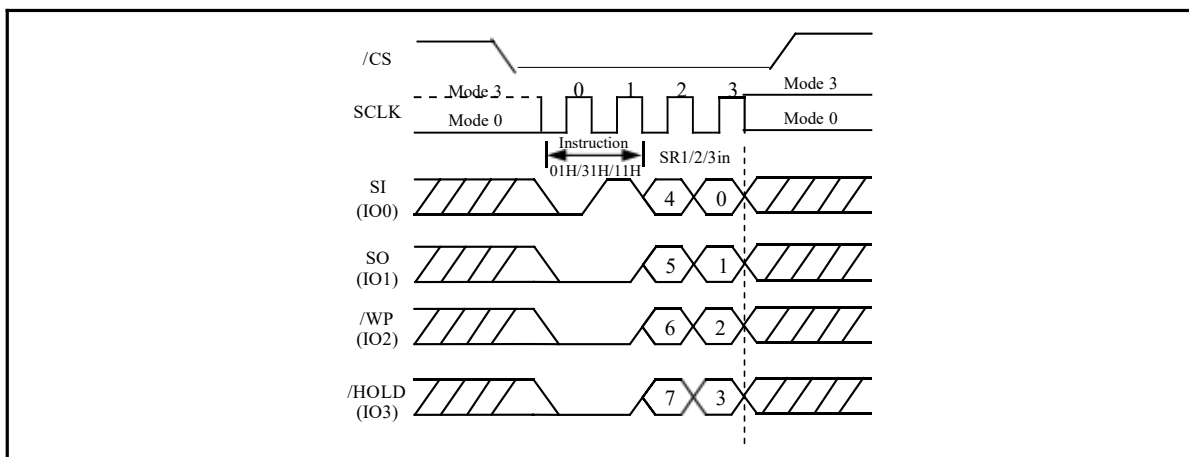 /CS
Mode 3 0 1 2 3 Mode 3
SCLK
Mode 0 Mode 0
Instruction SR1/2/3in
01H/31H/11H
SI
(IO0) 4 0
SO
(IO1) 5 1
/WP
(IO2) 6 2
/HOLD
(IO3) 7 3